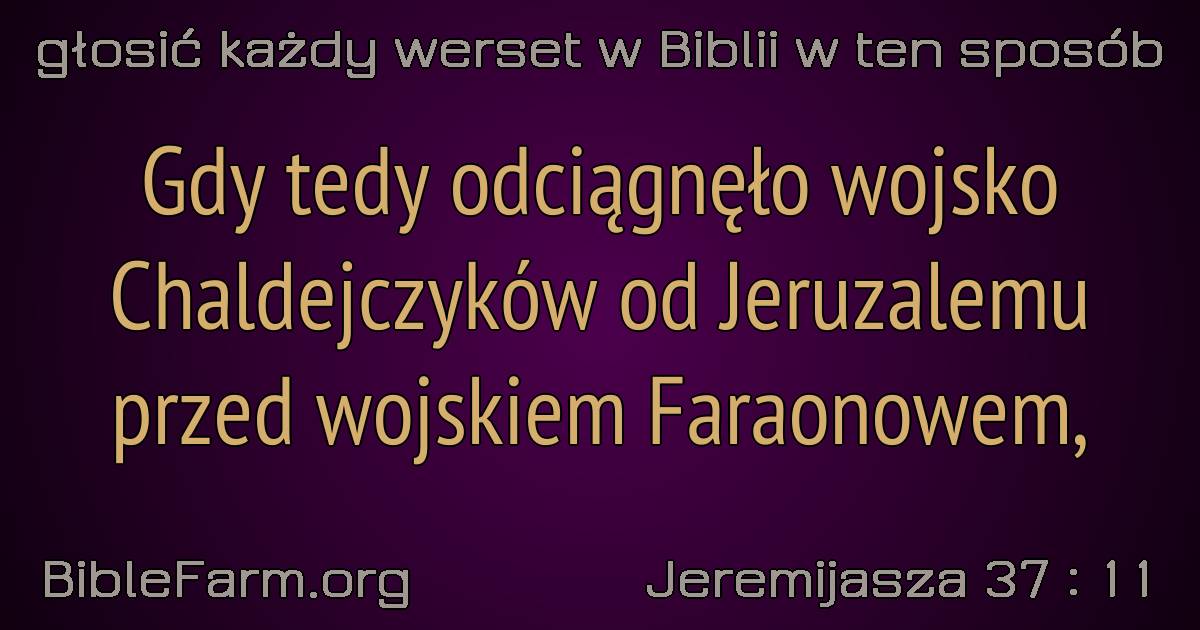 głosić każdy werset w Biblii w ten sposób
Gdy tedy odciągnęło wojsko
Chaldejczyków od Jeruzalemu
przed wojskiem Faraonowem,
BibleFarm.org
Jeremijasza 37 : 11